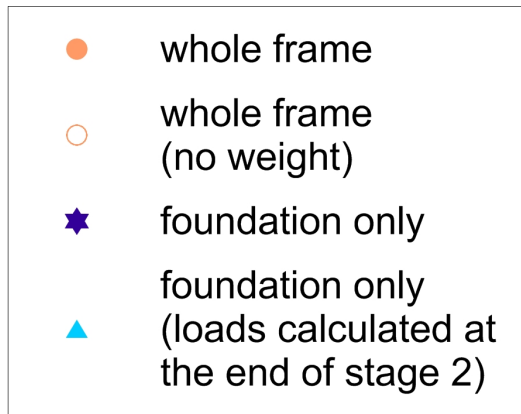 whole frame
whole frame
(no weight)
foundation only
foundation only
(loads calculated at
the end of stage 2)